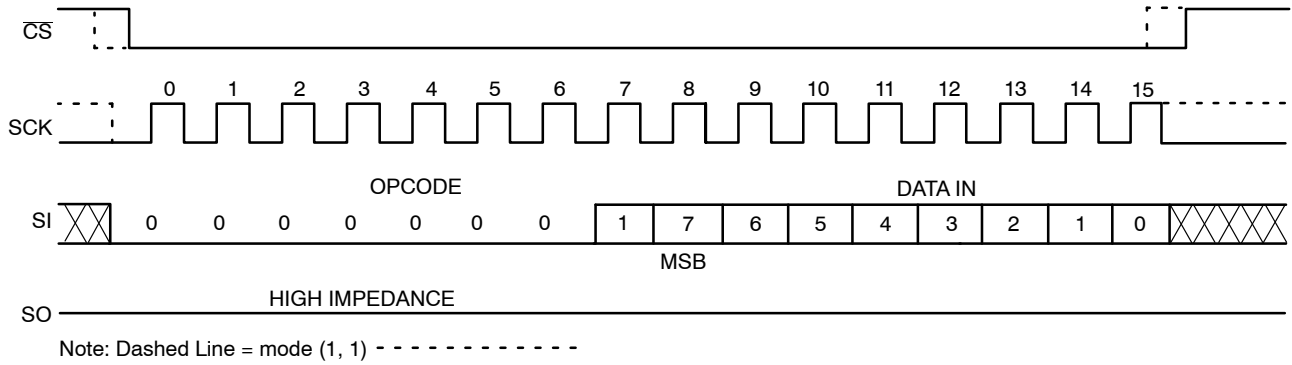 CS
0 1 2 3 4 5 6 7 8 9 10 11 12 13 14 15
SCK
OPCODE DATA IN
SI 0 0 0 0 0 0 0 1 7 6 5 4 3 2 1 0
MSB
HIGH IMPEDANCE
SO
Note: Dashed Line = mode (1, 1)